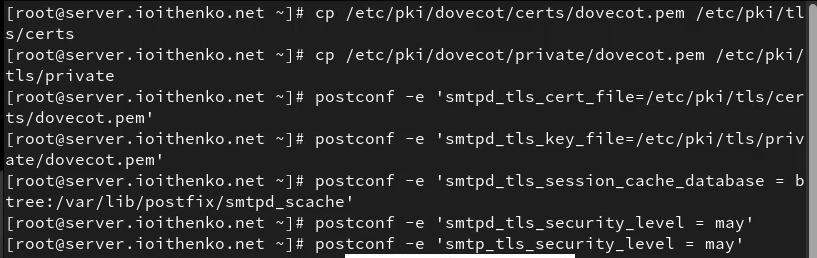 [root@server.ioithenko.net ~]# cp /etc/pki/dovecot/certs/dovecot.pem /etc/pki/tl
s/certs
[root@server.ioithenko.net ~]# cp /etc/pki/dovecot/private/dovecot.pem /etc/pki/
tls/private
[root@server.ioithenko.net ~]# postconf -e 'smtpd_tls_cert_file=/etc/pki/tls/cer
ts/dovecot.pem'
[root@server.ioithenko.net ~]# postconf -e 'smtpd_tls_key_file=/etc/pki/tls/priv
ate/dovecot.pem'
[root@server.ioithenko.net ~]# postconf -e 'smtpd_tls_session_cache_database = b
tree:/var/lib/postfix/smtpd_scache'
[root@server.ioithenko.net ~]# postconf -e 'smtpd_tls_security_level = may'
[root@server.ioithenko.net ~]# postconf -e 'smtp_tls_security_level = may'